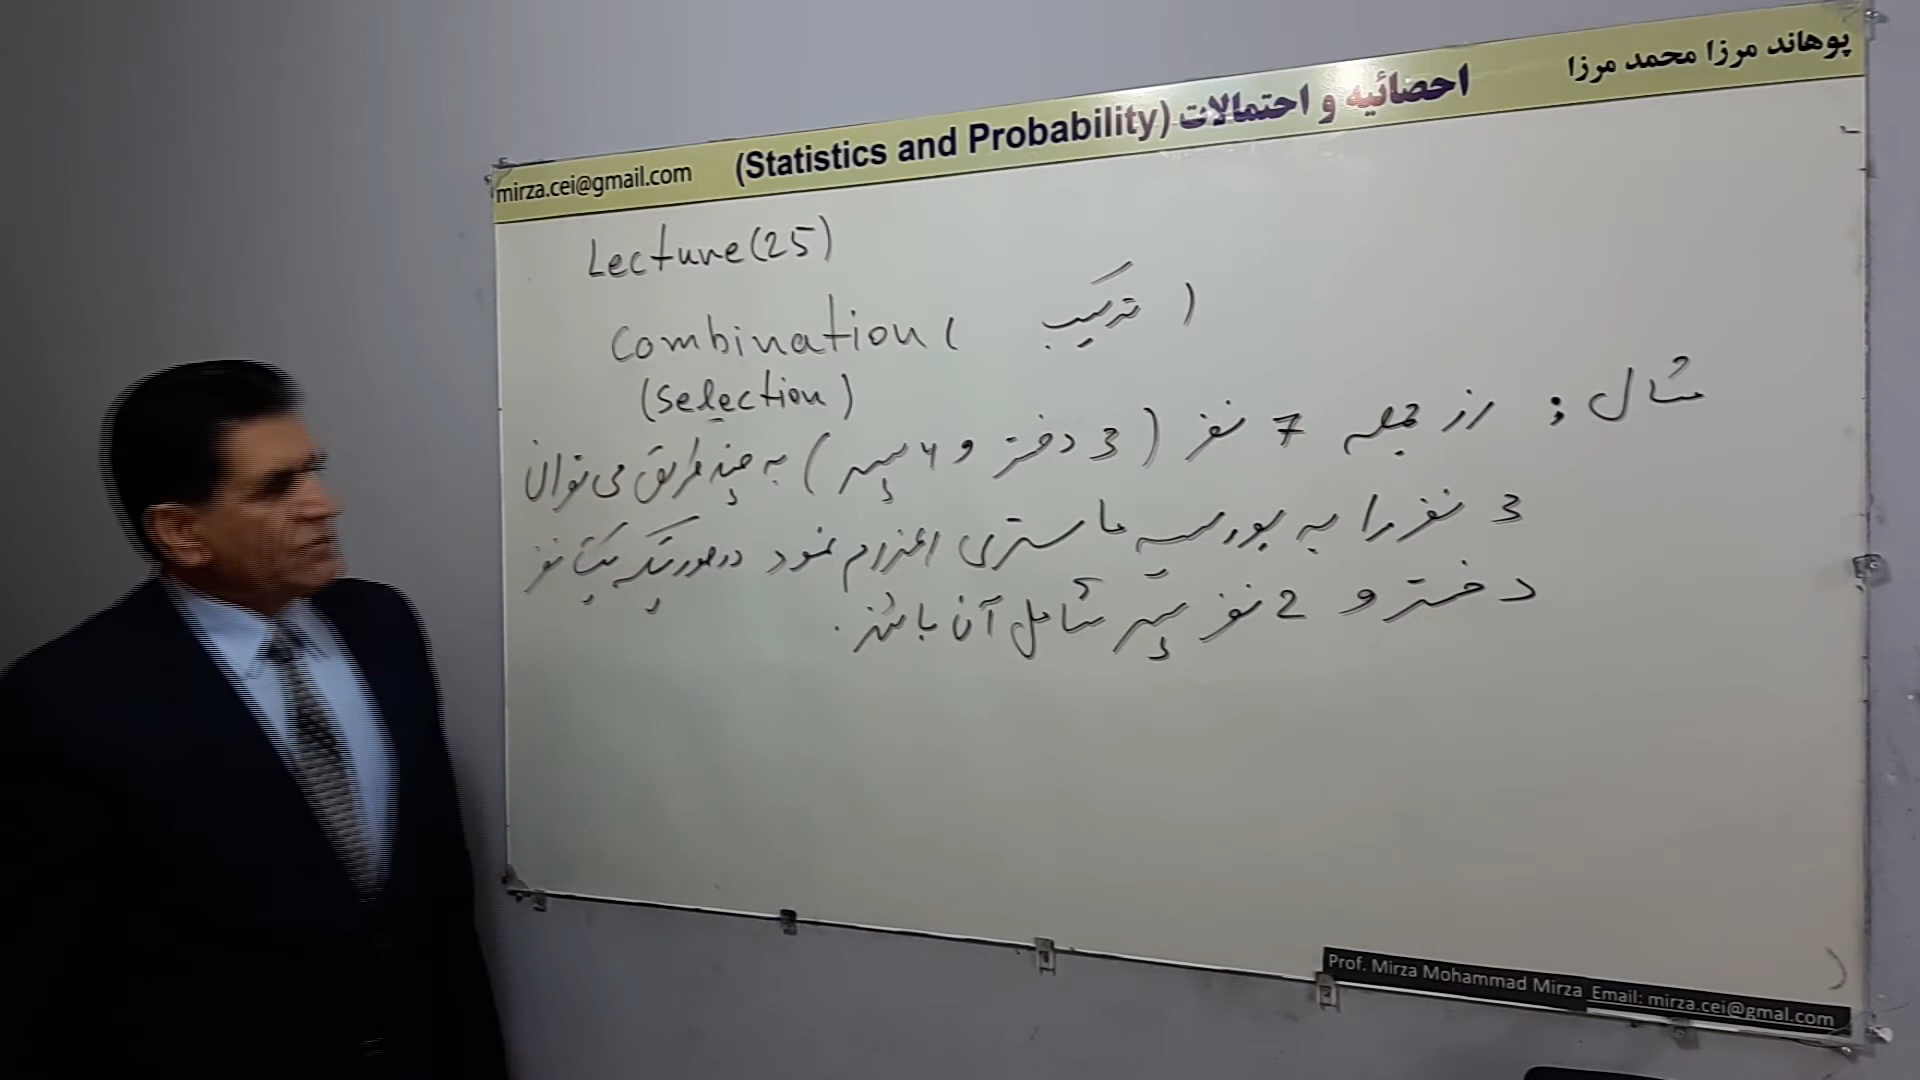 پوهاند مرزا محمد مرزا
احصائیه و احتمالات (Statistics and Probability)
mirza.cei@gmail.com
Lecture(25)
Combination ( ترکیب )
(Selection)
مثال : از جمله 7 نفر ( 3 دختر و 4 پسر ) به چند طریق می توان
3 نفر را به بورسیه ماستری اعزام نمود در صورتیکه یک نفر
دختر و 2 نفر پسر شامل آن باشند.
Prof. Mirza Mohammad Mirza Email: mirza.cei@gmal.com